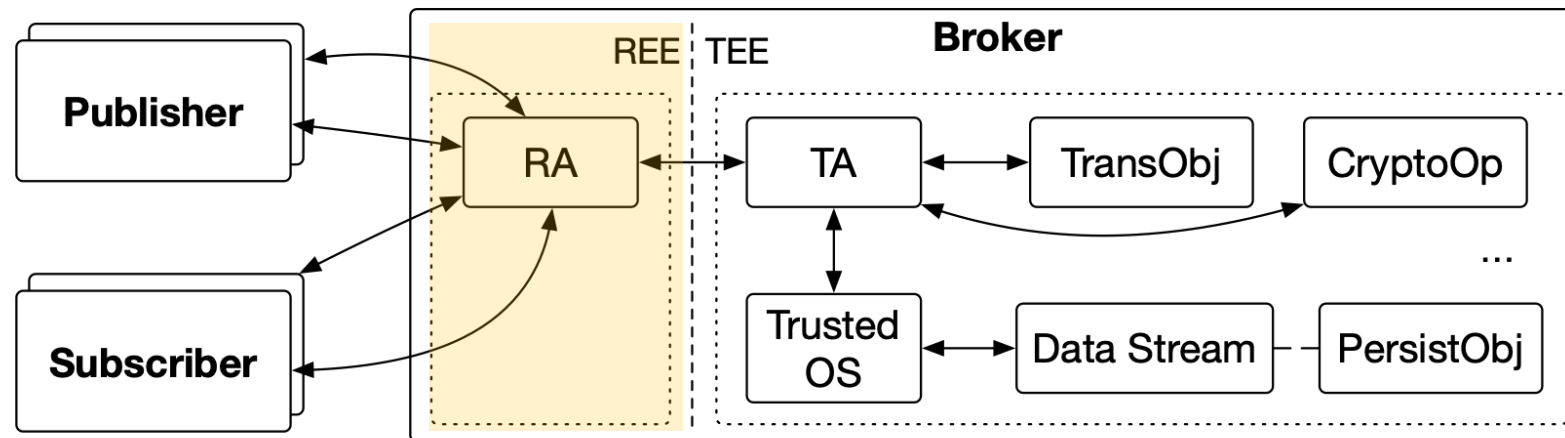 Broker
REE
TEE
Publisher
RA
TA
TransObj
CryptoOp
...
Subscriber
Trusted
OS
Data Stream
PersistObj